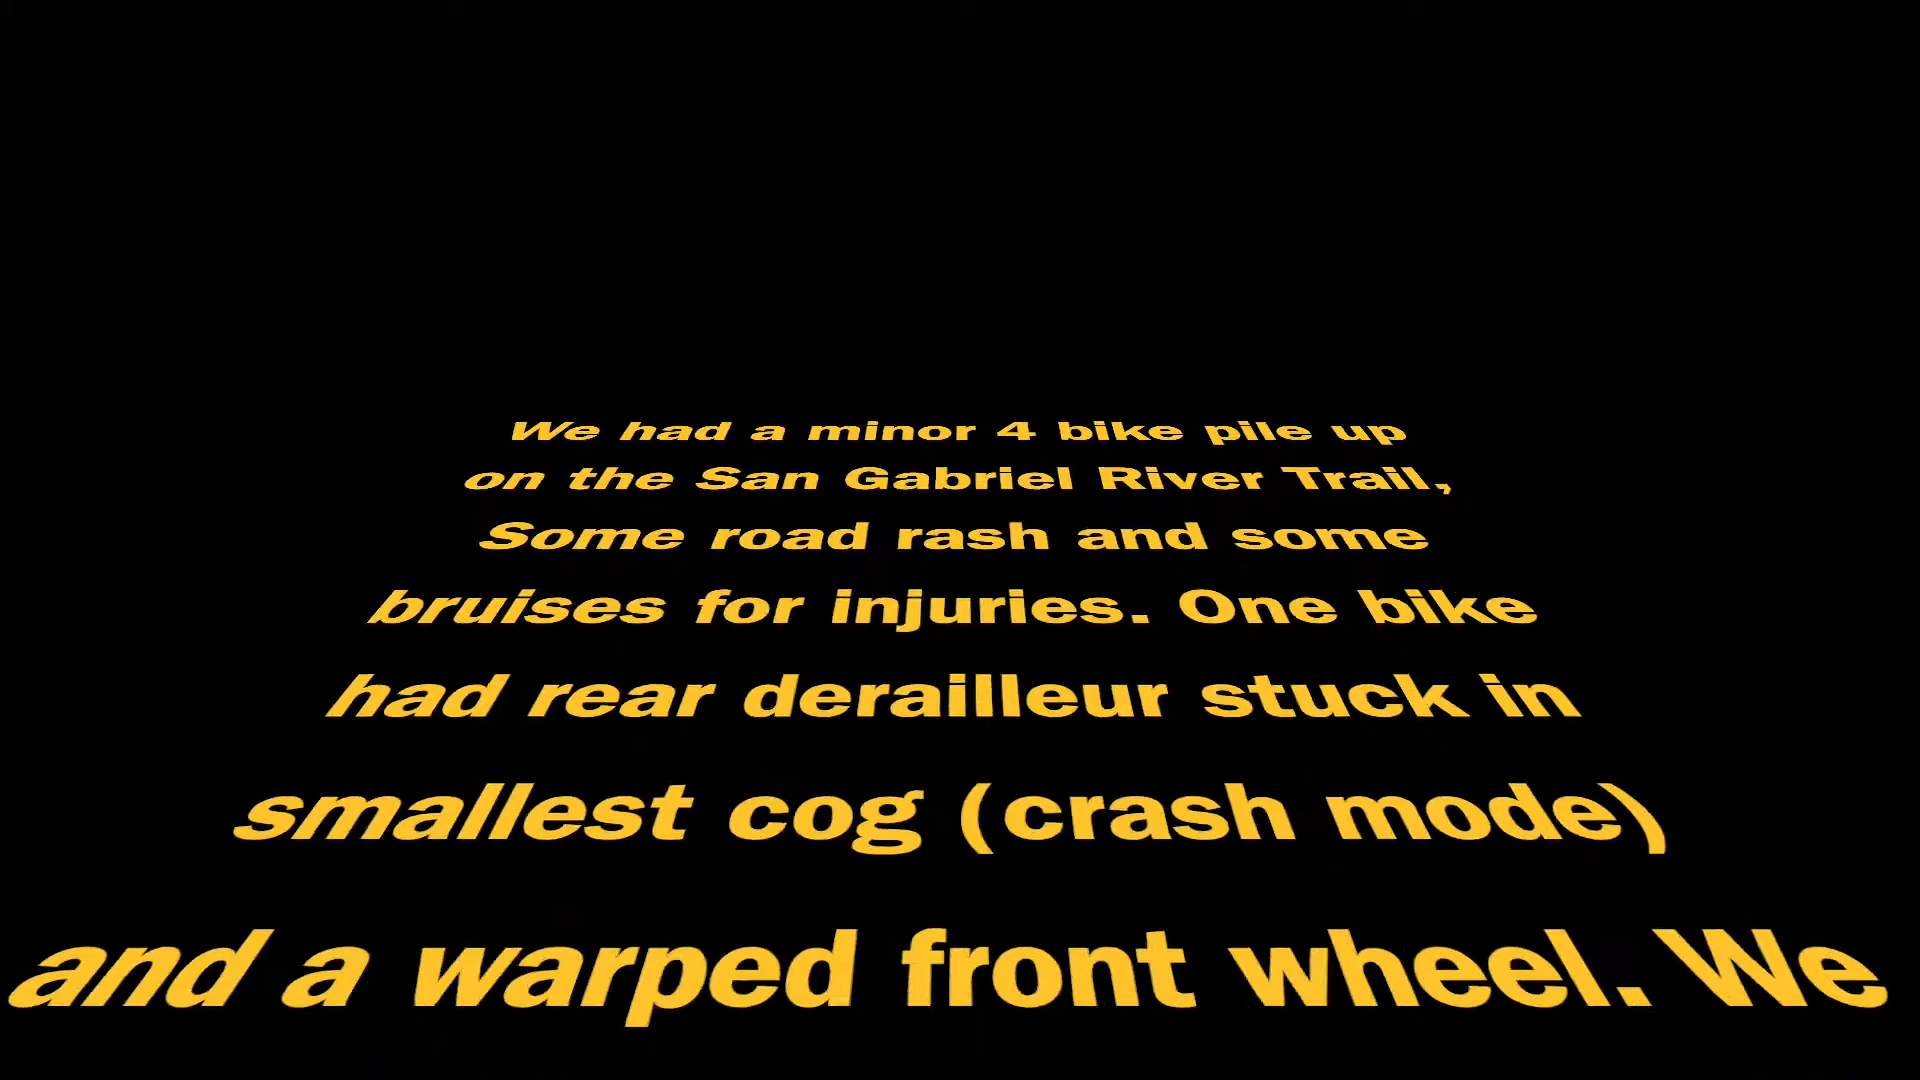 We had a minor 4 bike pile up
on the San Gabriel River Trail,
Some road rash and some
bruises for injuries. One bike
had rear derailleur stuck in
smallest cog (crash mode)
and a warped front wheel. We